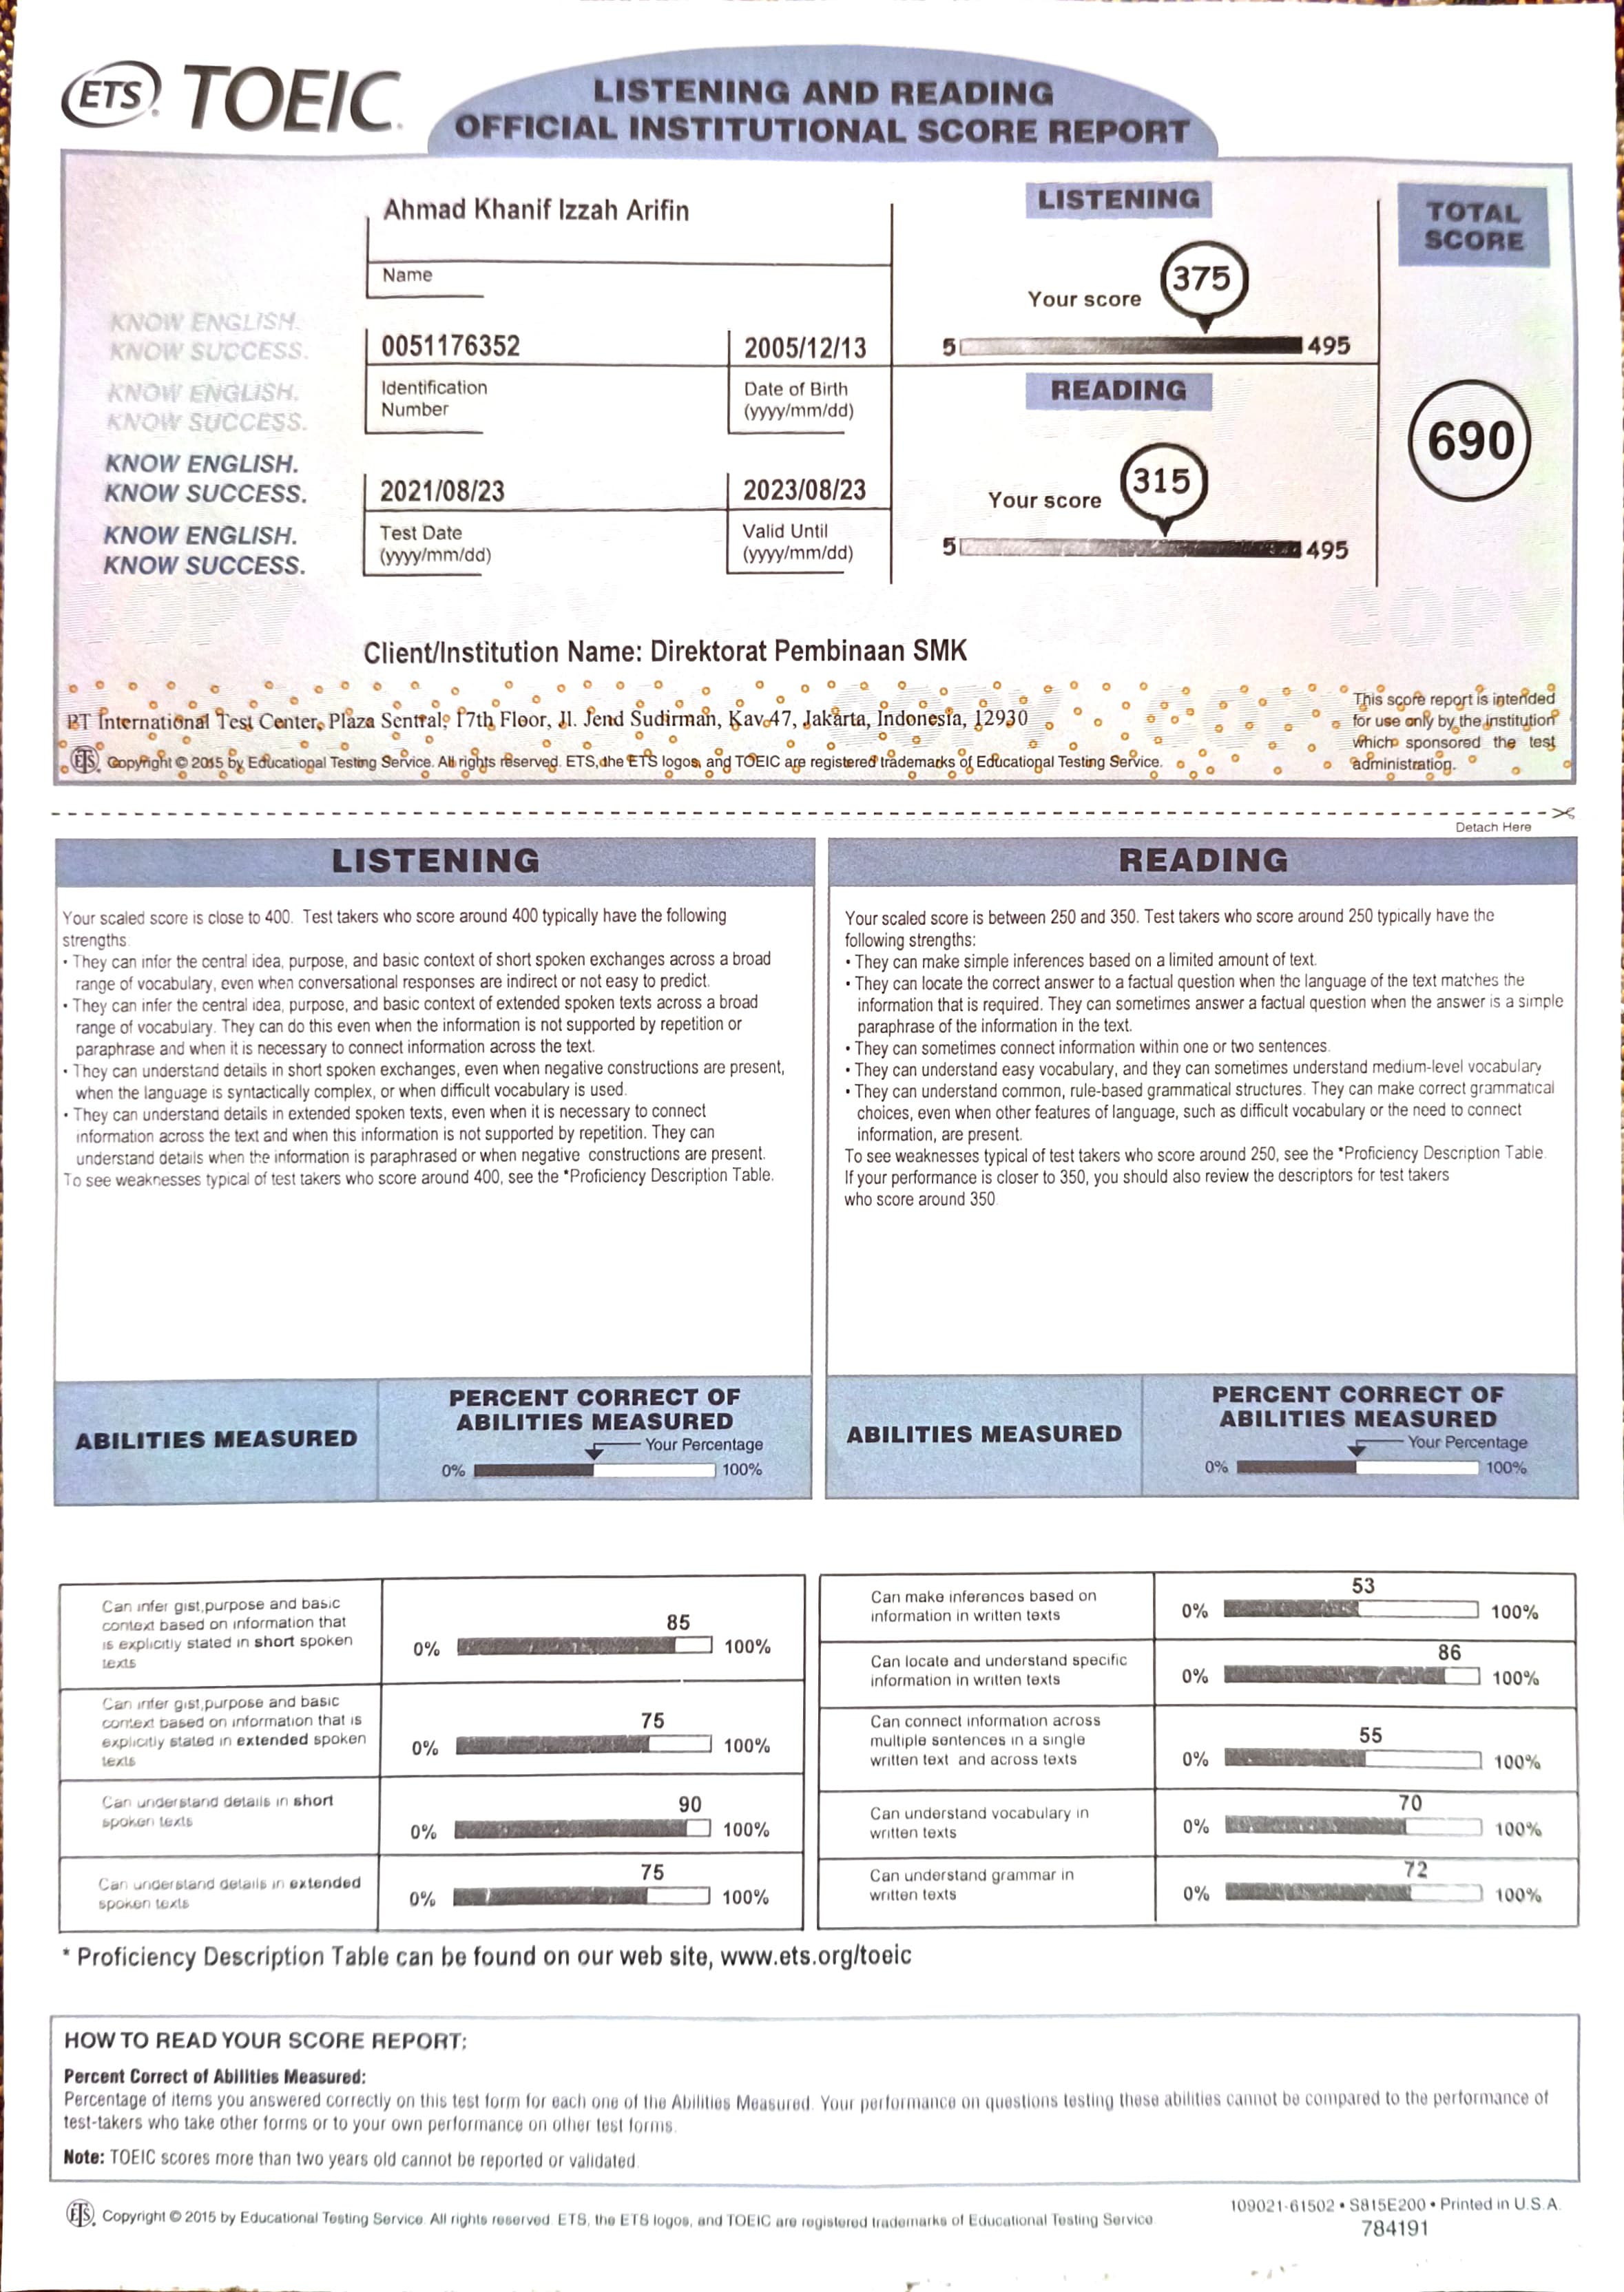 ETS TOEIC
LISTENING AND READING
OFFICIAL INSTITUTIONAL SCORE REPORT
Ahmad Khanif Izzah Arifin
Name
KNOW ENGLISH.
KNOW SUCCESS.
KNOW ENGLISH.
KNOW SUCCESS.
KNOW ENGLISH.
KNOW SUCCESS.
KNOW ENGLISH.
KNOW SUCCESS.
0051176352
Identification
Number
2005/12/13
Date of Birth
(yyyy/mm/dd)
2021/08/23
Test Date
(yyyy/mm/dd)
2023/08/23
Valid Until
(yyyy/mm/dd)
LISTENING
Your score 375
5 495
READING
Your score 315
5 495
TOTAL
SCORE
690
Client/Institution Name: Direktorat Pembinaan SMK
PT International Test Center, Plaza Sentral, 17th Floor, Jl. Jend Sudirman, Kav.47, Jakarta, Indonesia, 12930
ETS Copyright © 2015 by Educational Testing Service. All rights reserved. ETS, the ETS logos, and TOEIC are registered trademarks of Educational Testing Service.
This score report is intended
for use only by the institution
which sponsored the test
administration.
COPY
Detach Here
LISTENING
Your scaled score is close to 400. Test takers who score around 400 typically have the following
strengths:
• They can infer the central idea, purpose, and basic context of short spoken exchanges across a broad
range of vocabulary, even when conversational responses are indirect or not easy to predict.
• They can infer the central idea, purpose, and basic context of extended spoken texts across a broad
range of vocabulary. They can do this even when the information is not supported by repetition or
paraphrase and when it is necessary to connect information across the text.
• They can understand details in short spoken exchanges, even when negative constructions are present,
when the language is syntactically complex, or when difficult vocabulary is used.
• They can understand details in extended spoken texts, even when it is necessary to connect
information across the text and when this information is not supported by repetition. They can
understand details when the information is paraphrased or when negative constructions are present.
To see weaknesses typical of test takers who score around 400, see the *Proficiency Description Table.
READING
Your scaled score is between 250 and 350. Test takers who score around 250 typically have the
following strengths:
• They can make simple inferences based on a limited amount of text.
• They can locate the correct answer to a factual question when the language of the text matches the
information that is required. They can sometimes answer a factual question when the answer is a simple
paraphrase of the information in the text.
• They can sometimes connect information within one or two sentences.
• They can understand easy vocabulary, and they can sometimes understand medium-level vocabulary
• They can understand common, rule-based grammatical structures. They can make correct grammatical
choices, even when other features of language, such as difficult vocabulary or the need to connect
information, are present.
To see weaknesses typical of test takers who score around 250, see the *Proficiency Description Table.
If your performance is closer to 350, you should also review the descriptors for test takers
who score around 350
ABILITIES MEASURED
PERCENT CORRECT OF
ABILITIES MEASURED
Your Percentage
0% 100%
ABILITIES MEASURED
PERCENT CORRECT OF
ABILITIES MEASURED
Your Percentage
0% 100%
Can infer gist,purpose and basic
context based on information that
is explicitly stated in short spoken
texts
0% 85 100%
Can infer gist,purpose and basic
context based on information that is
explicitly stated in extended spoken
texts
0% 75 100%
Can understand details in short
spoken texts
0% 90 100%
Can understand details in extended
spoken texts
0% 75 100%
Can make inferences based on
information in written texts
0% 53 100%
Can locate and understand specific
information in written texts
0% 86 100%
Can connect information across
multiple sentences in a single
written text and across texts
0% 55 100%
Can understand vocabulary in
written texts
0% 70 100%
Can understand grammar in
written texts
0% 72 100%
* Proficiency Description Table can be found on our web site, www.ets.org/toeic
HOW TO READ YOUR SCORE REPORT:
Percent Correct of Abilities Measured:
Percentage of items you answered correctly on this test form for each one of the Abilities Measured. Your performance on questions testing these abilities cannot be compared to the performance of
test-takers who take other forms or to your own performance on other test forms.
Note: TOEIC scores more than two years old cannot be reported or validated.
ETS Copyright © 2015 by Educational Testing Service. All rights reserved. ETS, the ETS logos, and TOEIC are registered trademarks of Educational Testing Service
109021-61502 • S815E200 • Printed in U.S.A.
784191